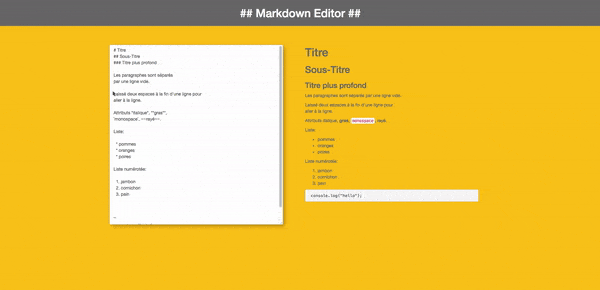 ## Markdown Editor ##
# Titre
## Sous-Titre
### Titre plus profond
Les paragraphes sont séparés
par une ligne vide.
Laissé deux espaces à la fin d'une ligne pour
aller à la ligne.
Attributs *italique*, **gras**,
`monospace`, ~~rayé~~.
Liste:
* pommes
* oranges
* poires
Liste numérotée:
1. jambon
2. cornichon
3. pain
Titre
Sous-Titre
Titre plus profond
Les paragraphes sont séparés par une ligne vide.
Laissé deux espaces à la fin d'une ligne pour
aller à la ligne.
Attributs italique, gras, monospace, rayé.
Liste:
pommes
oranges
poires
Liste numérotée:
1. jambon
2. cornichon
3. pain
console.log("hello");